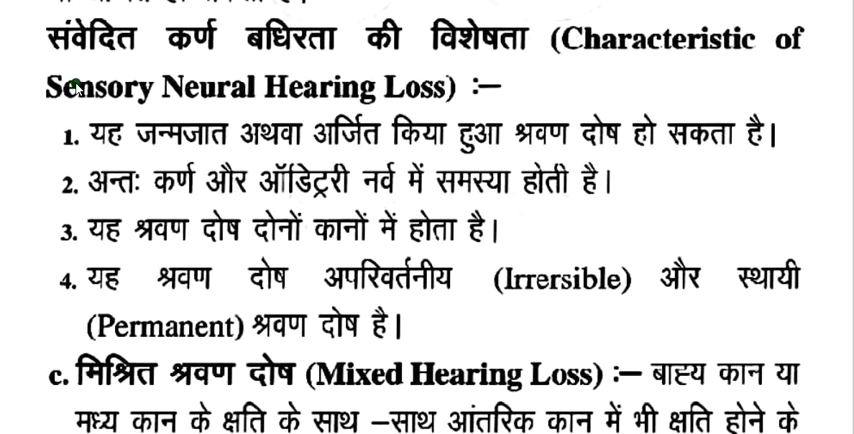 संवेदित कर्ण बधिरता की विशेषता (Characteristic of
Sensory Neural Hearing Loss) :–
1. यह जन्मजात अथवा अर्जित किया हुआ श्रवण दोष हो सकता है।
2. अन्तः कर्ण और ऑडिट्री नर्व में समस्या होती है।
3. यह श्रवण दोष दोनों कानों में होता है।
4. यह श्रवण दोष अपरिवर्तनीय (Irrersible) और स्थायी
(Permanent) श्रवण दोष है।
c. मिश्रित श्रवण दोष (Mixed Hearing Loss) :– बाह्य कान या
मध्य कान के क्षति के साथ –साथ आंतरिक कान में भी क्षति होने के